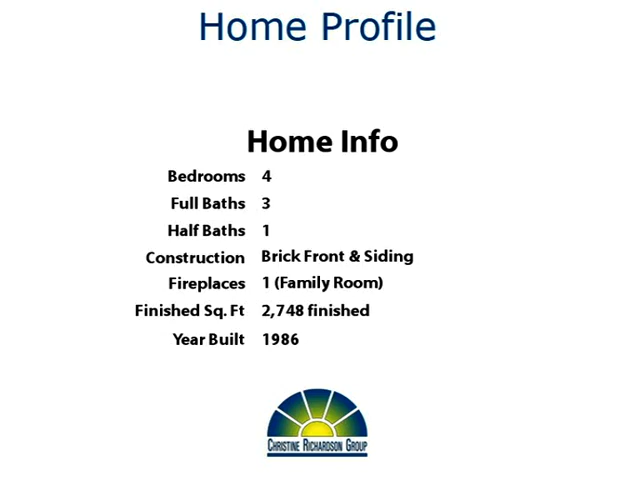 Home Profile
Home Info
Bedrooms 4
Full Baths 3
Half Baths 1
Construction Brick Front & Siding
Fireplaces 1 (Family Room)
Finished Sq. Ft 2,748 finished
Year Built 1986
CHRISTINE RICHARDSON GROUP